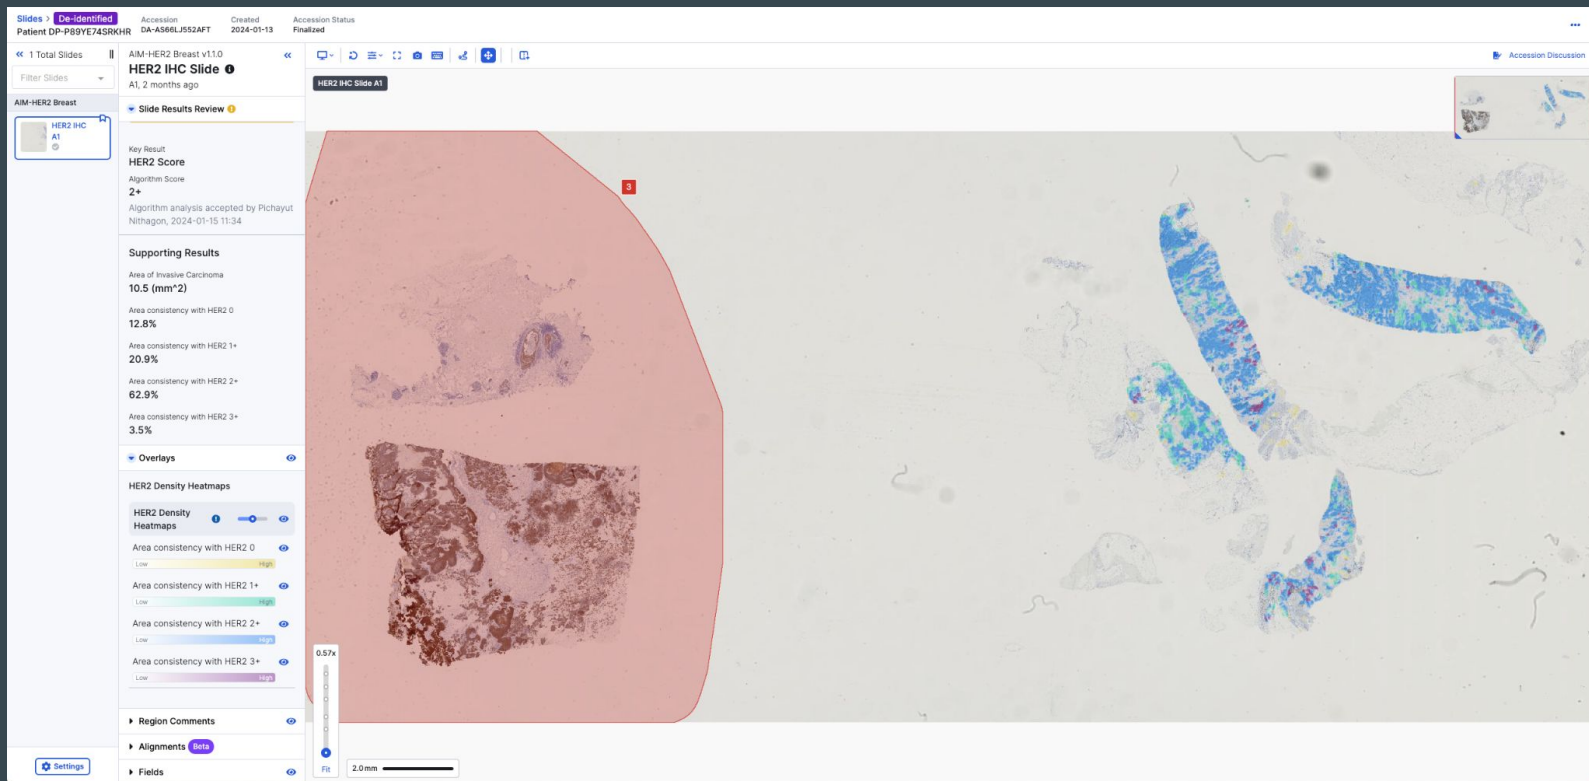 Slides > De-identified
Patient DP-P89YE74SRKHR
Accession
DA-AS66LJ552AFT
Created
2024-01-13
Accession Status
Finalized
1 Total Slides
Filter Slides
AIM-HER2 Breast
HER2 IHC
A1
Settings
AIM-HER2 Breast v1.1.0
HER2 IHC Slide
A1, 2 months ago
Slide Results Review
Key Result
HER2 Score
Algorithm Score
2+
Algorithm analysis accepted by Pichayut
Nithagon, 2024-01-15 11:34
Supporting Results
Area of Invasive Carcinoma
10.5 (mm^2)
Area consistency with HER2 0
12.8%
Area consistency with HER2 1+
20.9%
Area consistency with HER2 2+
62.9%
Area consistency with HER2 3+
3.5%
Overlays
HER2 Density Heatmaps
HER2 Density
Heatmaps
Area consistency with HER2 0
Low High
Area consistency with HER2 1+
Low High
Area consistency with HER2 2+
Low High
Area consistency with HER2 3+
Low High
Region Comments
Alignments Beta
Fields
Accession Discussion
HER2 IHC Slide A1
3
0.57x
Fit
2.0mm